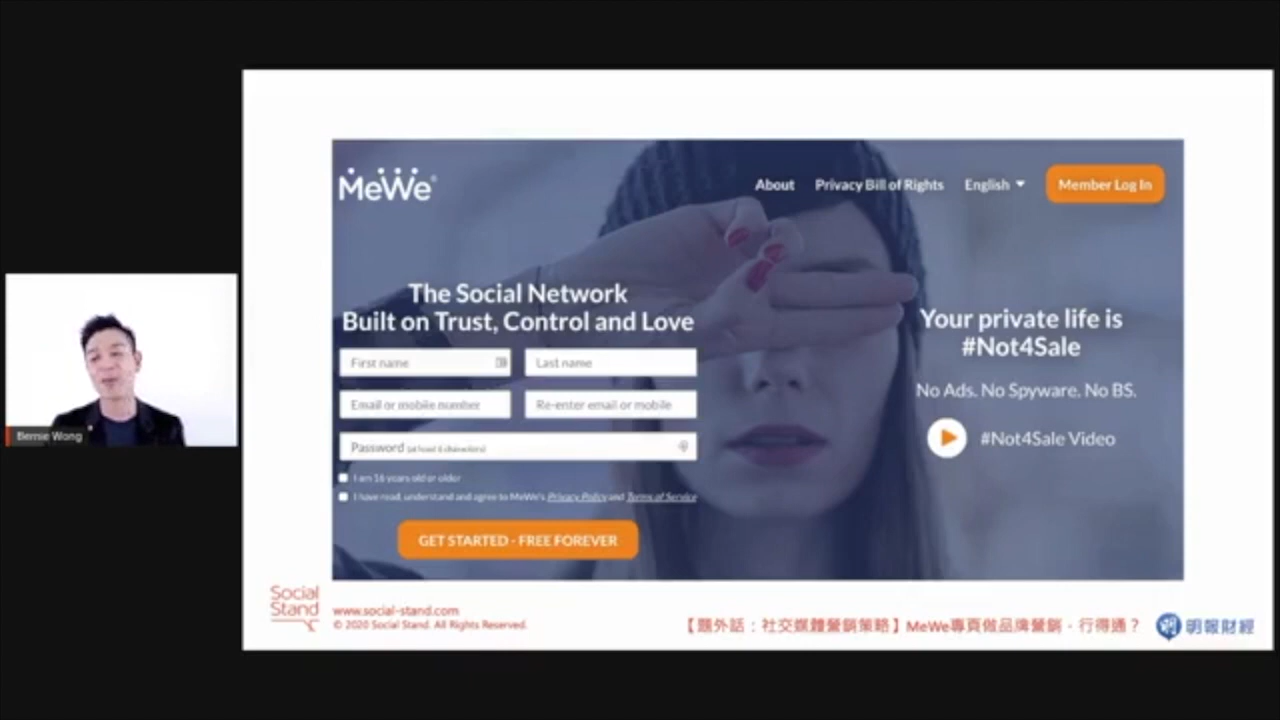 MeWe
About
Privacy Bill of Rights
English
Member Log In
The Social Network
Built on Trust, Control and Love
First name
Last name
Email or mobile number
Re-enter email or mobile
Password (at least 6 characters)
I am 16 years old or older
I have read, understand and agree to MeWe's Privacy Policy and Terms of Service
GET STARTED - FREE FOREVER
Your private life is
#Not4Sale
No Ads. No Spyware. No BS.
#Not4Sale Video
Bernie Wong
Social
Stand
www.social-stand.com
© 2020 Social Stand. All Rights Reserved.
【題外話：社交媒體營銷策略】MeWe專頁做品牌營銷．行得通？
明報財經